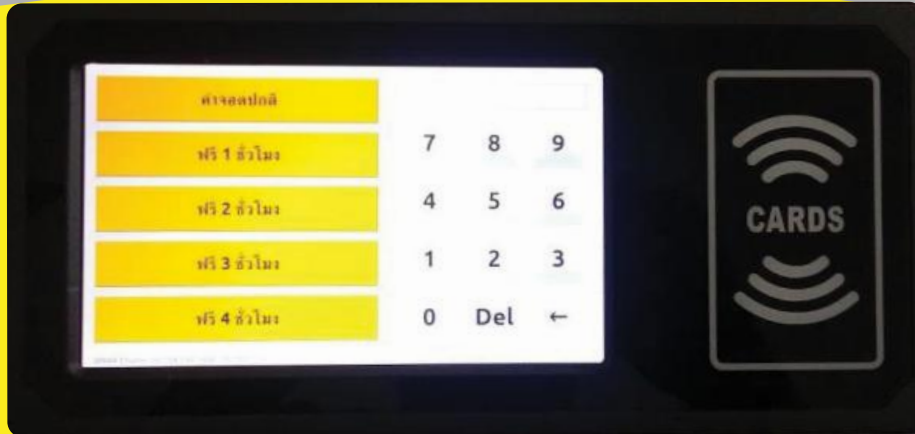 ค่าจอดปกติ
ฟรี 1 ชั่วโมง
ฟรี 2 ชั่วโมง
ฟรี 3 ชั่วโมง
ฟรี 4 ชั่วโมง
7 8 9
4 5 6
1 2 3
0 Del ←
CARDS